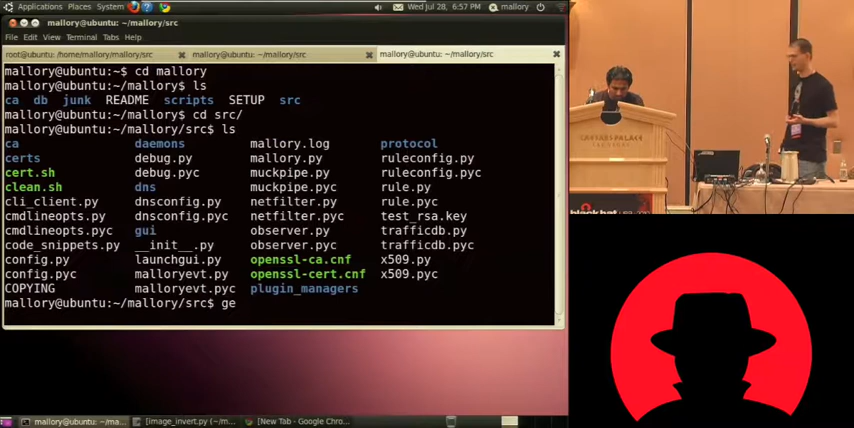 Applications Places System Wed Jul 28, 6:57 PM mallory
mallory@ubuntu: ~/mallory/src
File Edit View Terminal Tabs Help
root@ubuntu: /home/mallory/mallory/src mallory@ubuntu: ~/mallory/src mallory@ubuntu: ~/mallory/src
mallory@ubuntu:~$ cd mallory
mallory@ubuntu:~/mallory$ ls
ca db junk README scripts SETUP src
mallory@ubuntu:~/mallory$ cd src/
mallory@ubuntu:~/mallory/src$ ls
ca daemons mallory.log protocol
certs debug.py mallory.py ruleconfig.py
cert.sh debug.pyc muckpipe.py ruleconfig.pyc
clean.sh dns muckpipe.pyc rule.py
cli_client.py dnsconfig.py netfilter.py rule.pyc
cmdlineopts.py dnsconfig.pyc netfilter.pyc test_rsa.key
cmdlineopts.pyc gui observer.py trafficdb.py
code_snippets.py __init__.py observer.pyc trafficdb.pyc
config.py launchgui.py openssl-ca.cnf x509.py
config.pyc malloryevt.py openssl-cert.cnf x509.pyc
COPYING malloryevt.pyc plugin_managers
mallory@ubuntu:~/mallory/src$ ge
mallory@ubuntu: ~/ma... [image_invert.py (~/m... [New Tab - Google Chro...
CAESARS PALACE
black hat